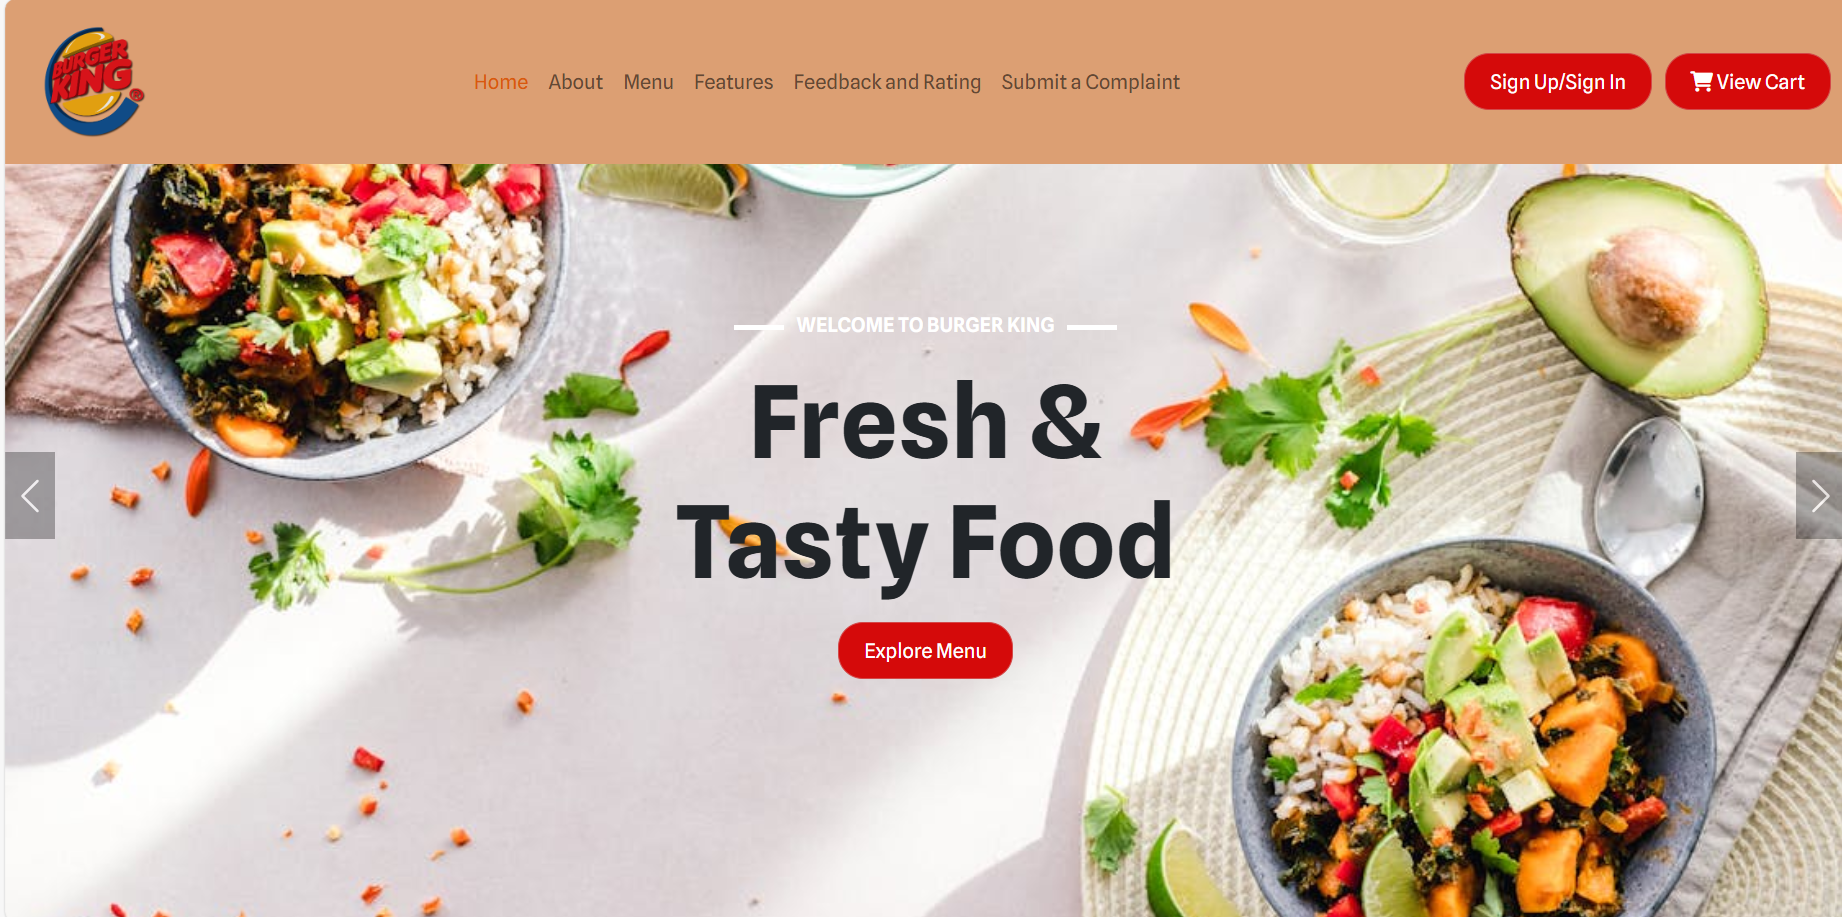 BURGER
KING®
Home About Menu Features Feedback and Rating Submit a Complaint
Sign Up/Sign In
View Cart
WELCOME TO BURGER KING
Fresh &
Tasty Food
Explore Menu